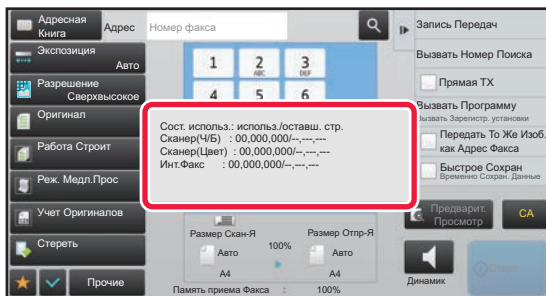 Адресная
Книга
Адрес
Номер факса
Запись Передач
Экспозиция
Авто
1
2
ABC
3
DEF
Вызвать Номер Поиска
Разрешение
Сверхвысокое
4
5
6
Прямая TX
Вызвать Программу
Вызвать Зарегистр. установки
Оригинал
Сост. использ.: использ./оставш. стр.
Сканер(Ч/Б) : 00,000,000/--,---,---
Сканер(Цвет) : 00,000,000/--,---,---
Инт.Факс : 00,000,000/--,---,---
Передать То Же Изоб.
как Адрес Факса
Работа Строит
Быстрое Сохран
Временно Сохран. Данные
Реж. Медл.Прос
Учет Оригиналов
Предварит.
Просмотр
CA
Размер Скан-Я
Размер Отпр-Я
100%
Стереть
Авто
Авто
A4
A4
Прочие
Память приема Факса : 100%
Динамик